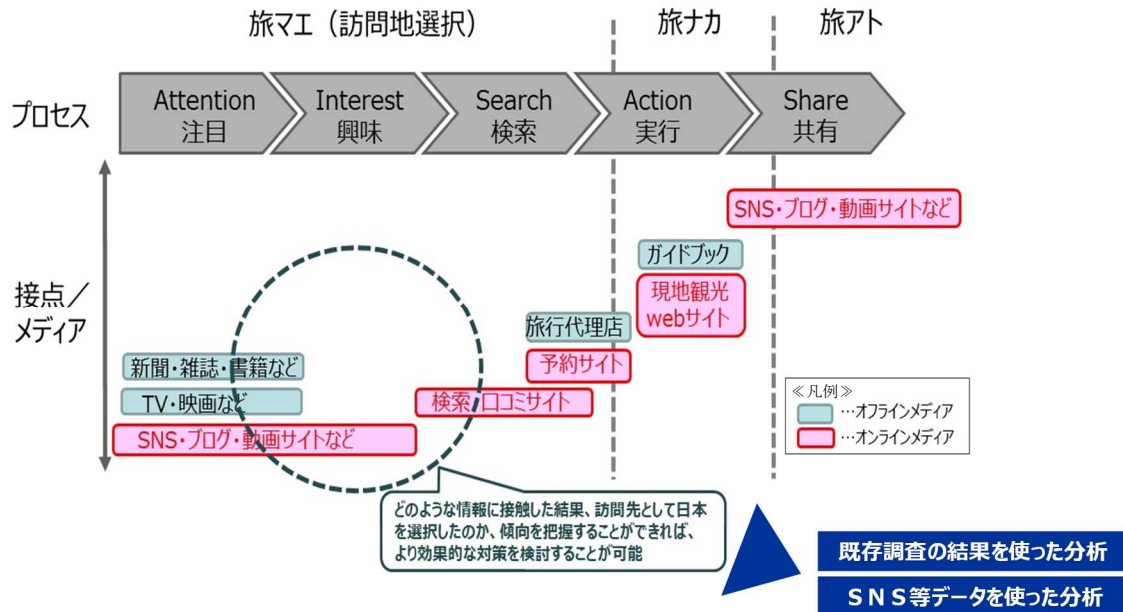 旅マエ（訪問地選択）
旅ナカ
旅アト
プロセス
Attention
注目
Interest
興味
Search
検索
Action
実行
Share
共有
SNS・ブログ・動画サイトなど
ガイドブック
現地観光
webサイト
接点／
メディア
旅行代理店
予約サイト
新聞・雑誌・書籍など
TV・映画など
検索・口コミサイト
SNS・ブログ・動画サイトなど
≪凡例≫
…オフラインメディア
…オンラインメディア
どのような情報に接触した結果、訪問先として日本
を選択したのか、傾向を把握することができれば、
より効果的な対策を検討することが可能
既存調査の結果を使った分析
ＳＮＳ等データを使った分析